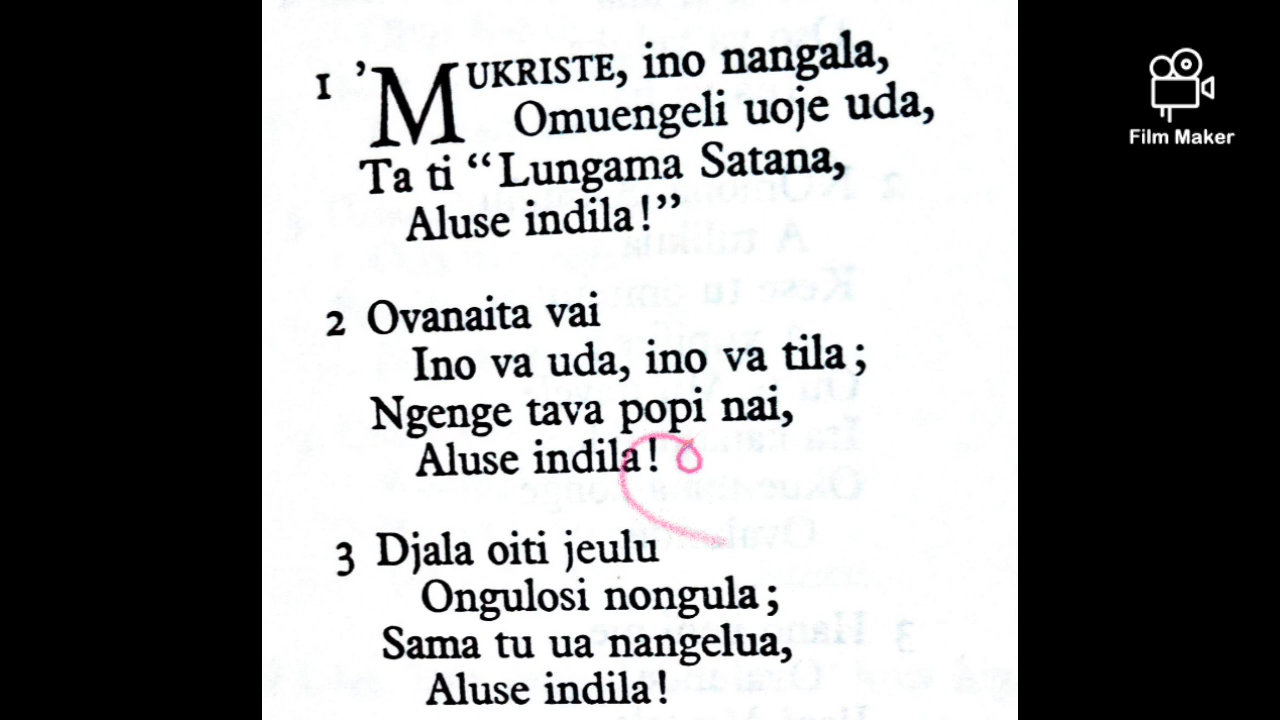 1 'MUKRISTE, ino nangala,
Omuengeli uoje uda,
Ta ti “Lungama Satana,
Aluse indila!”
2 Ovanaita vai
Ino va uda, ino va tila;
Ngenge tava popi nai,
Aluse indila!
3 Djala oiti jeulu
Ongulosi nongula;
Sama tu ua nangelua,
Aluse indila!
Film Maker